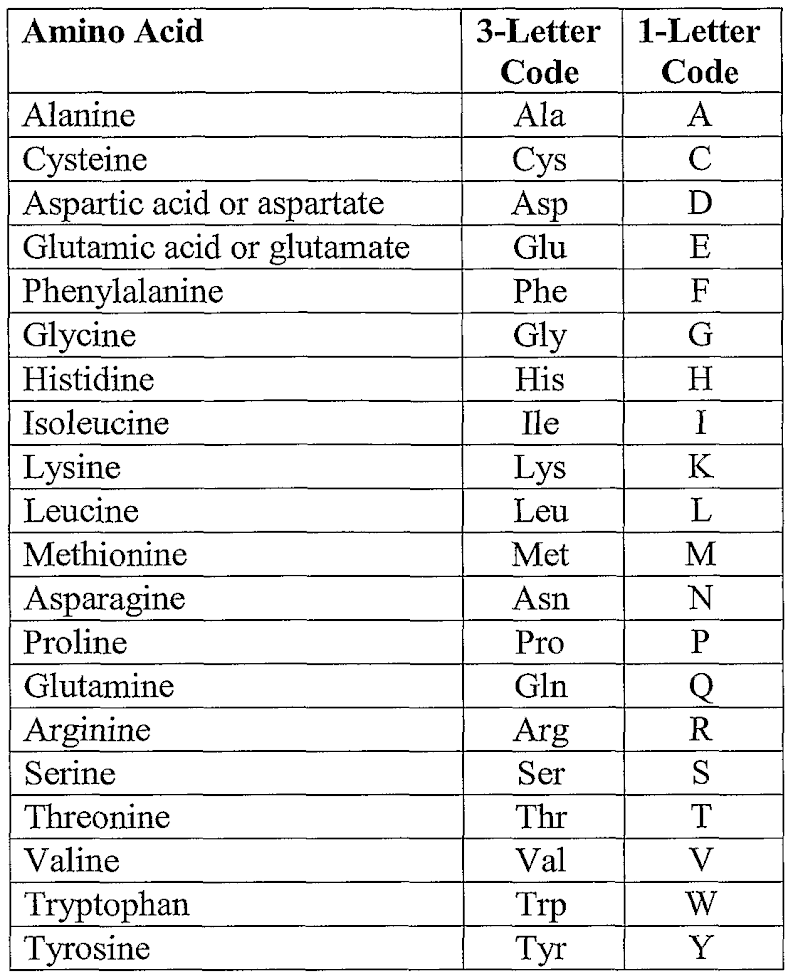 Amino Acid 3-Letter Code 1-Letter Code
Alanine Ala A
Cysteine Cys C
Aspartic acid or aspartate Asp D
Glutamic acid or glutamate Glu E
Phenylalanine Phe F
Glycine Gly G
Histidine His H
Isoleucine Ile I
Lysine Lys K
Leucine Leu L
Methionine Met M
Asparagine Asn N
Proline Pro P
Glutamine Gln Q
Arginine Arg R
Serine Ser S
Threonine Thr T
Valine Val V
Tryptophan Trp W
Tyrosine Tyr Y